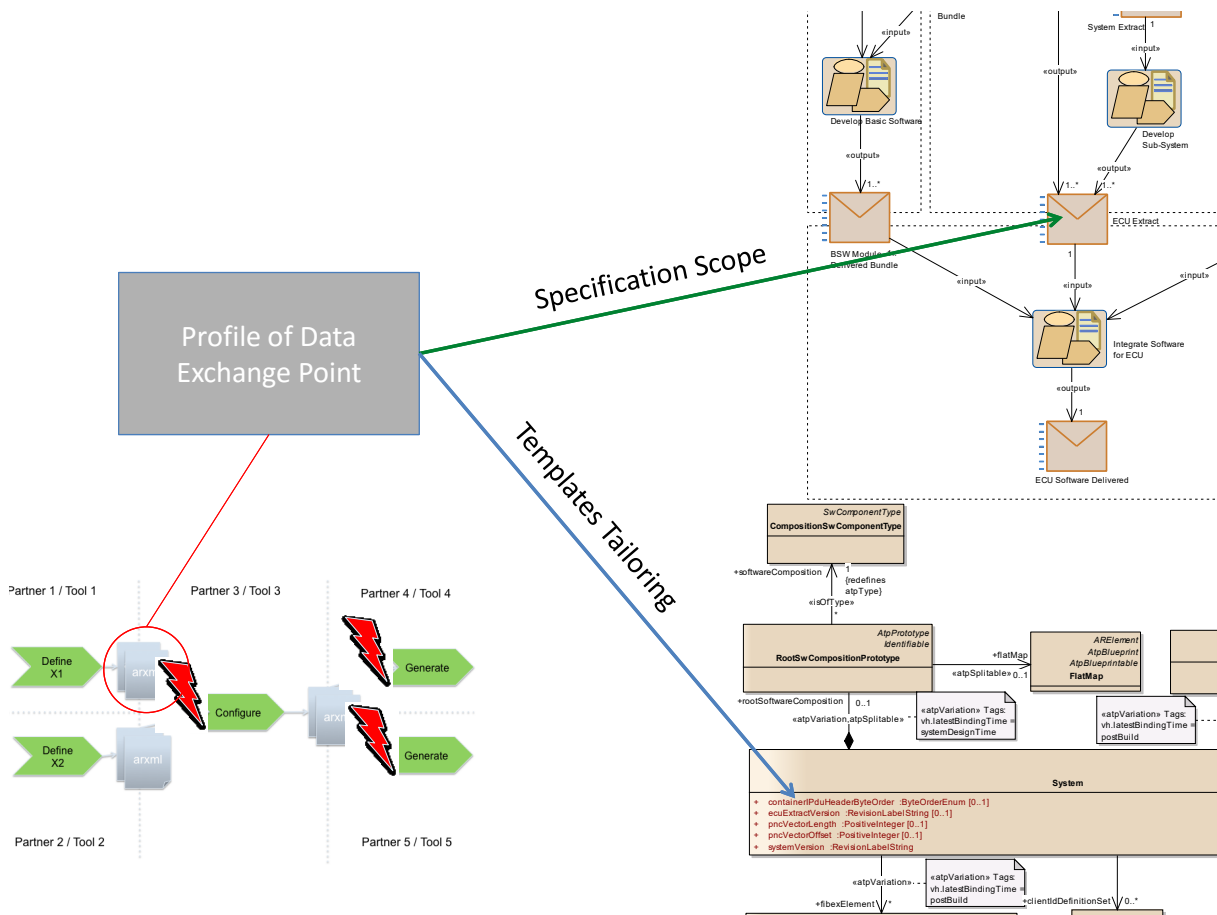 Bundle
System Extract
1
«input»
«input»
«output»
Develop Basic Software
Develop
Sub-System
«output»
«output»
1..*
1..*
1..*
ECU Extract
BSW Module
Delivered Bundle
1
«input»
«input»
«input»
Integrate Software
for ECU
«output»
1
ECU Software Delivered
Specification Scope
Profile of Data
Exchange Point
Templates Tailoring
Partner 1 / Tool 1
Partner 3 / Tool 3
Partner 4 / Tool 4
Define
X1
arxml
Generate
Configure
arxml
Define
X2
arxml
Generate
Partner 2 / Tool 2
Partner 5 / Tool 5
SwComponentType
CompositionSwComponentType
+softwareComposition
1
{redefines
atpType}
«isOfType»
*
AtpPrototype
Identifiable
RootSwCompositionPrototype
+flatMap
«atpSplitable»
0..1
ARElement
AtpBlueprint
AtpBlueprintable
FlatMap
+rootSoftwareComposition
0..1
«atpVariation,atpSplitable»
«atpVariation» Tags:
vh.latestBindingTime =
systemDesignTime
«atpVariation» Tags:
vh.latestBindingTime =
postBuild
System
+ containerIPduHeaderByteOrder :ByteOrderEnum [0..1]
+ ecuExtractVersion :RevisionLabelString [0..1]
+ pncVectorLength :PositiveInteger [0..1]
+ pncVectorOffset :PositiveInteger [0..1]
+ systemVersion :RevisionLabelString
«atpVariation»
«atpVariation» Tags:
vh.latestBindingTime =
postBuild
+fibexElement
*
+clientIdDefinitionSet
0..*